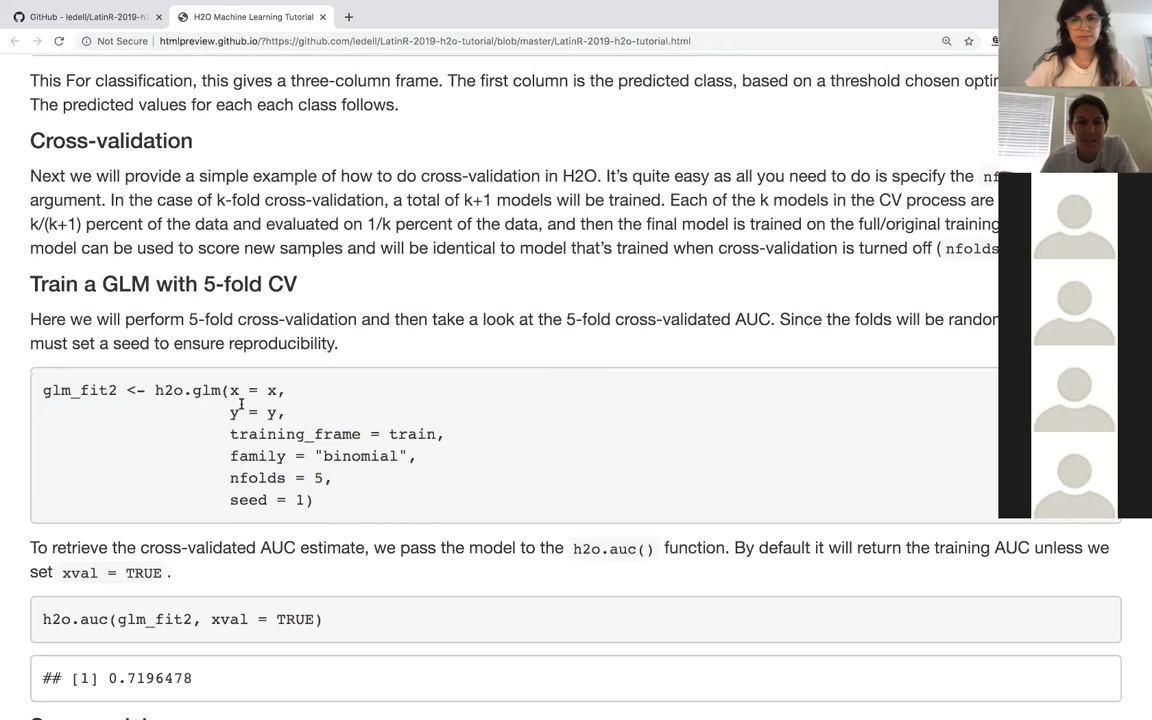 GitHub - ledell/LatinR-2019-h2
H2O Machine Learning Tutorial
Not Secure
htmlpreview.github.io/?https://github.com/ledell/LatinR-2019-h2o-tutorial/blob/master/LatinR-2019-h2o-tutorial.html
This For classification, this gives a three-column frame. The first column is the predicted class, based on a threshold chosen optin
The predicted values for each each class follows.
Cross-validation
Next we will provide a simple example of how to do cross-validation in H2O. It’s quite easy as all you need to do is specify the nf
argument. In the case of k-fold cross-validation, a total of k+1 models will be trained. Each of the k models in the CV process are
k/(k+1) percent of the data and evaluated on 1/k percent of the data, and then the final model is trained on the full/original training
model can be used to score new samples and will be identical to model that’s trained when cross-validation is turned off ( nfolds
Train a GLM with 5-fold CV
Here we will perform 5-fold cross-validation and then take a look at the 5-fold cross-validated AUC. Since the folds will be randor
must set a seed to ensure reproducibility.
glm_fit2 <- h2o.glm(x = x,
y = y,
training_frame = train,
family = "binomial",
nfolds = 5,
seed = 1)
To retrieve the cross-validated AUC estimate, we pass the model to the h2o.auc() function. By default it will return the training AUC unless we
set xval = TRUE .
h2o.auc(glm_fit2, xval = TRUE)
## [1] 0.7196478